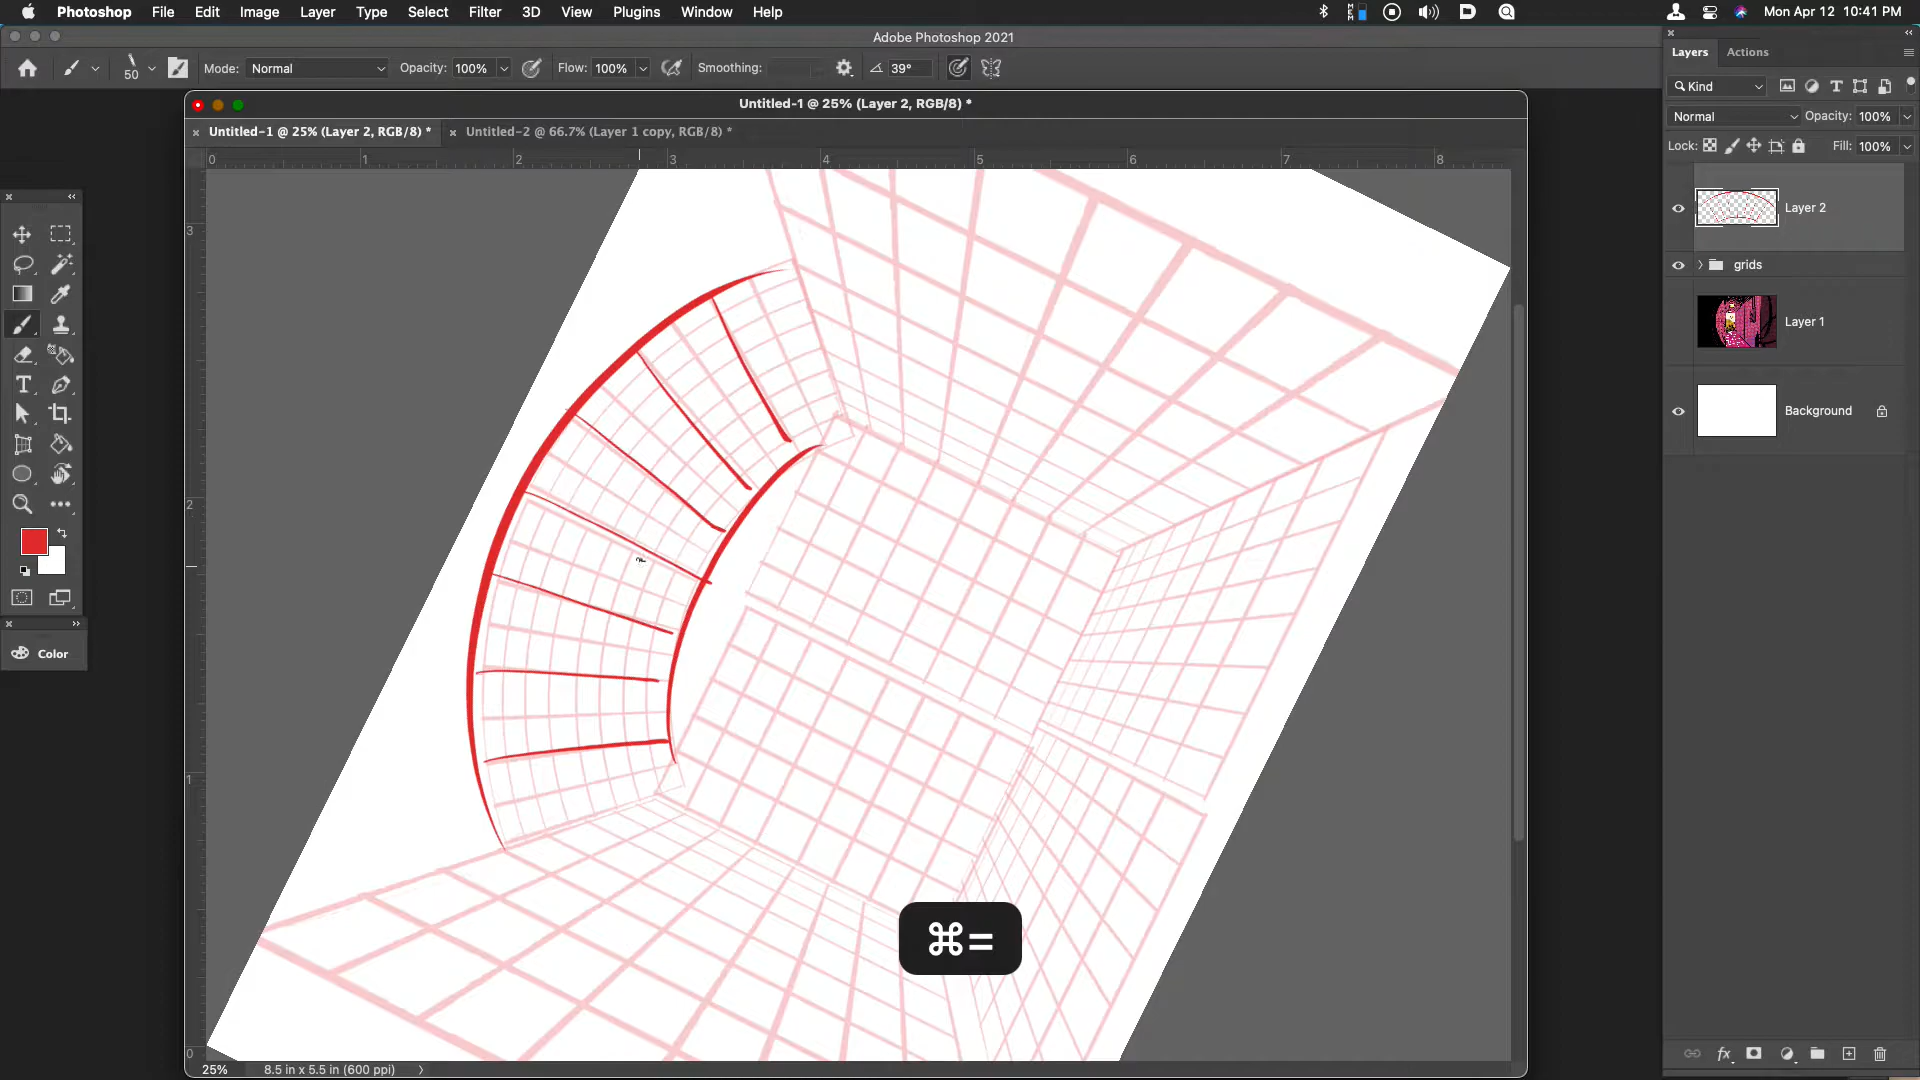 Photoshop File Edit Image Layer Type Select Filter 3D View Plugins Window Help Mon Apr 12 10:41 PM
Adobe Photoshop 2021
50 Mode: Normal Opacity: 100% Flow: 100% Smoothing: 39°
Untitled-1 @ 25% (Layer 2, RGB/8) *
Untitled-1 @ 25% (Layer 2, RGB/8) * Untitled-2 @ 66.7% (Layer 1 copy, RGB/8) *
0 1 2 3 4 5 6 7 8
3
2
1
0
Color
Layers Actions
Kind
Normal Opacity: 100%
Lock: Fill: 100%
Layer 2
grids
Layer 1
Background
⌘=
25% 8.5 in x 5.5 in (600 ppi)